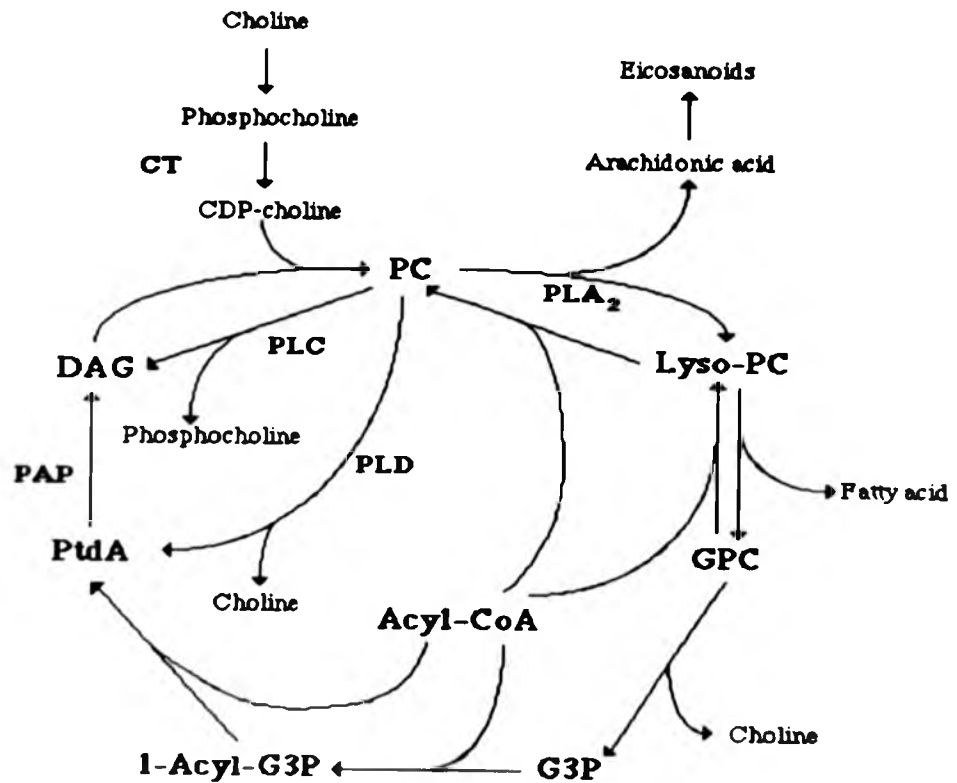 Choline
Eicosanoids
Phosphocholine
Arachidonic acid
CT
CDP-choline
PC
PLA2
PLC
DAG
Lyso-PC
Phosphocholine
PLD
PAP
Fatty acid
PtdA
GPC
Choline
Acyl-CoA
Choline
1-Acyl-G3P
G3P